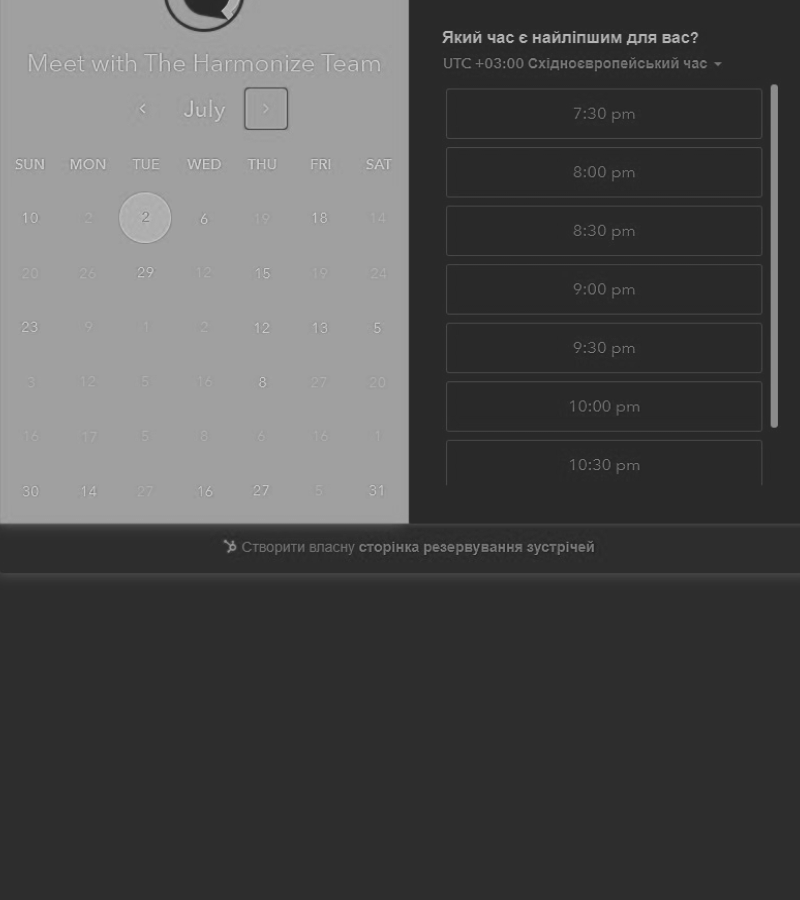 Meet with The Harmonize Team
July
SUN MON TUE WED THU FRI SAT
10 2 2 6 19 18 14
20 26 29 12 15 19 24
23 9 1 2 12 13 5
3 12 5 16 8 27 20
16 17 5 8 6 16 1
30 14 27 16 27 5 31
Який час є найліпшим для вас?
UTC +03:00 Східноєвропейський час
7:30 pm
8:00 pm
8:30 pm
9:00 pm
9:30 pm
10:00 pm
10:30 pm
Створити власну сторінка резервування зустрічей